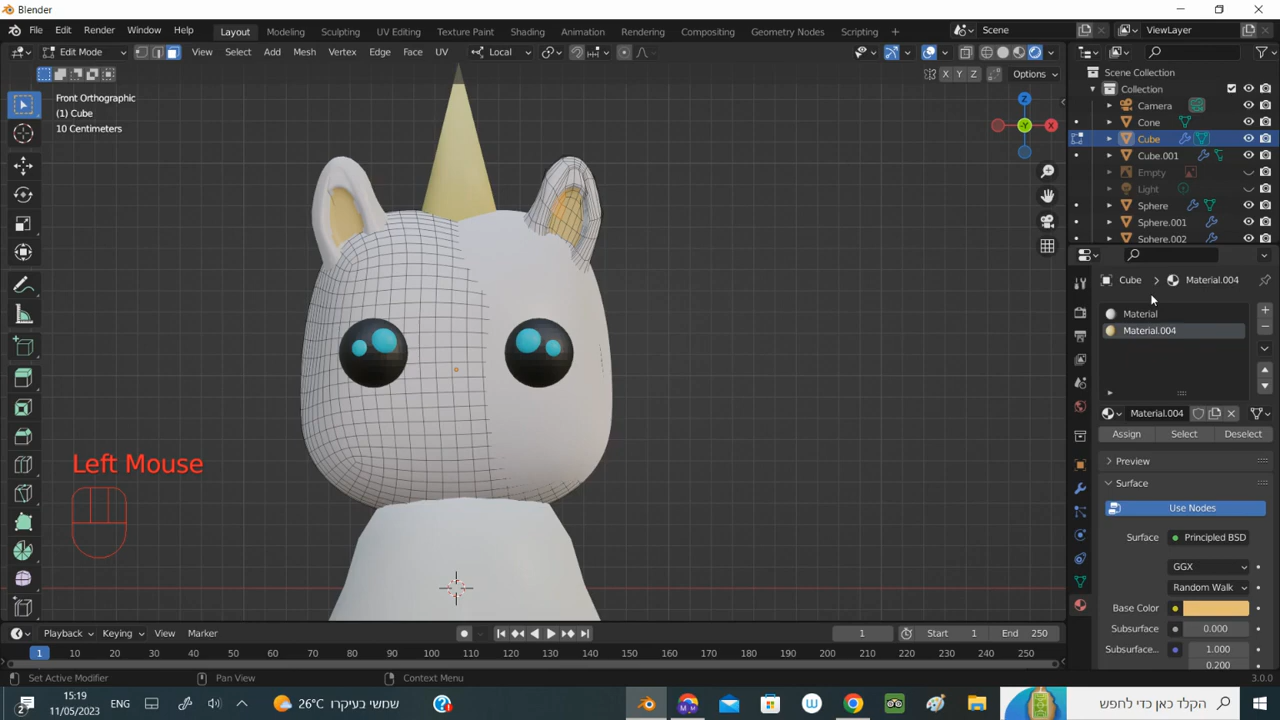 Blender
File Edit Render Window Help Layout Modeling Sculpting UV Editing Texture Paint Shading Animation Rendering Compositing Geometry Nodes Scripting Scene ViewLayer
Edit Mode View Select Add Mesh Vertex Edge Face UV Local
X Y Z Options
Front Orthographic
(1) Cube
10 Centimeters
Z
-Y X
Scene Collection
Collection
Camera
Cone
Cube
Cube.001
Empty
Light
Sphere
Sphere.001
Sphere.002
Cube > Material.004
Material
Material.004
Material.004
Assign Select Deselect
Preview
Surface
Use Nodes
Surface Principled BSD
GGX
Random Walk
Base Color
Subsurface 0.000
Subsurface... 1.000
0.200
Left Mouse
Playback Keying View Marker 1 Start 1 End 250
1 10 20 30 40 50 60 70 80 90 100 110 120 130 140 150 160 170 180 190 200 210 220 230 240 250
Set Active Modifier Pan View Context Menu 3.0.0
15:19
11/05/2023
2
ENG
26°C שמשי בעיקרו
הקלד כאן כדי לחפש